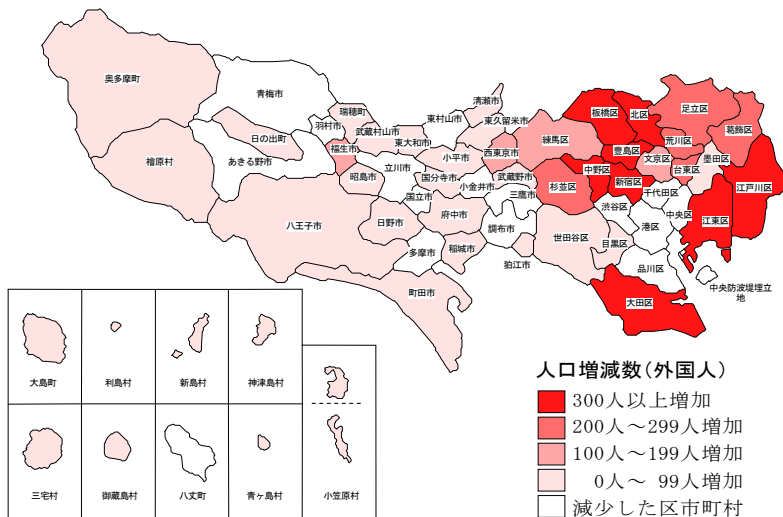 奥多摩町
青梅市
瑞穂町
羽村市
日の出町
福生市
あきる野市
檜原村
武蔵村山市
東大和市
東村山市
清瀬市
東久留米市
昭島市
立川市
小平市
西東京市
国分寺市
小金井市
武蔵野市
三鷹市
国立市
八王子市
日野市
府中市
調布市
多摩市
稲城市
狛江市
町田市
板橋区
北区
足立区
葛飾区
練馬区
豊島区
荒川区
文京区
台東区
墨田区
中野区
新宿区
千代田区
江戸川区
杉並区
渋谷区
港区
中央区
江東区
世田谷区
目黒区
品川区
大田区
中央防波堤埋立
地
大島町
利島村
新島村
神津島村
三宅村
御蔵島村
八丈町
青ヶ島村
小笠原村
人口増減数(外国人)
300人以上増加
200人〜299人増加
100人〜199人増加
0人〜 99人増加
減少した区市町村